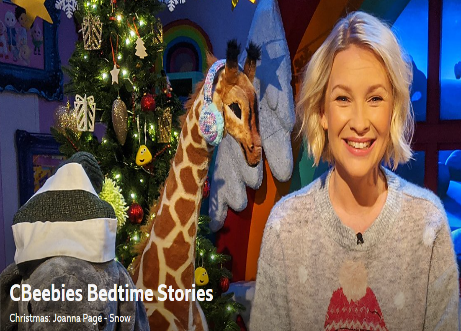 CBeebies Bedtime Stories
Christmas: Joanna Page - Snow